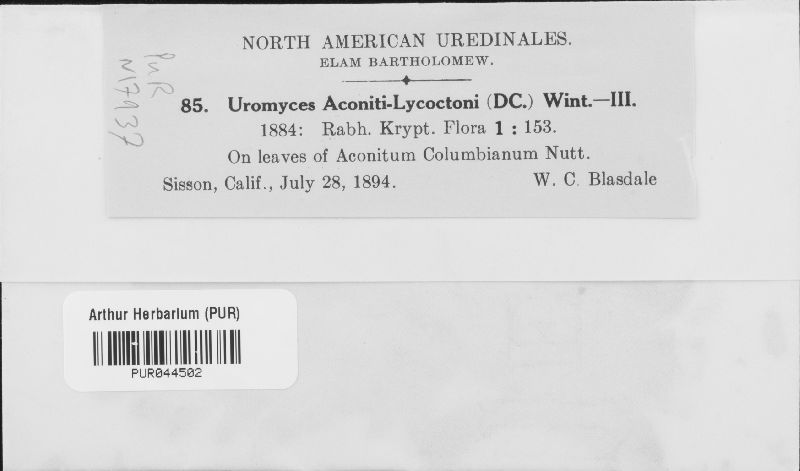 NORTH AMERICAN UREDINALES.
ELAM BARTHOLOMEW.
85. Uromyces Aconiti-Lycoctoni (DC.) Wint.—III.
1884: Rabh. Krypt. Flora 1 : 153.
On leaves of Aconitum Columbianum Nutt.
Sisson, Calif., July 28, 1894. W. C. Blasdale
PUR
N17937
Arthur Herbarium (PUR)
PUR044502